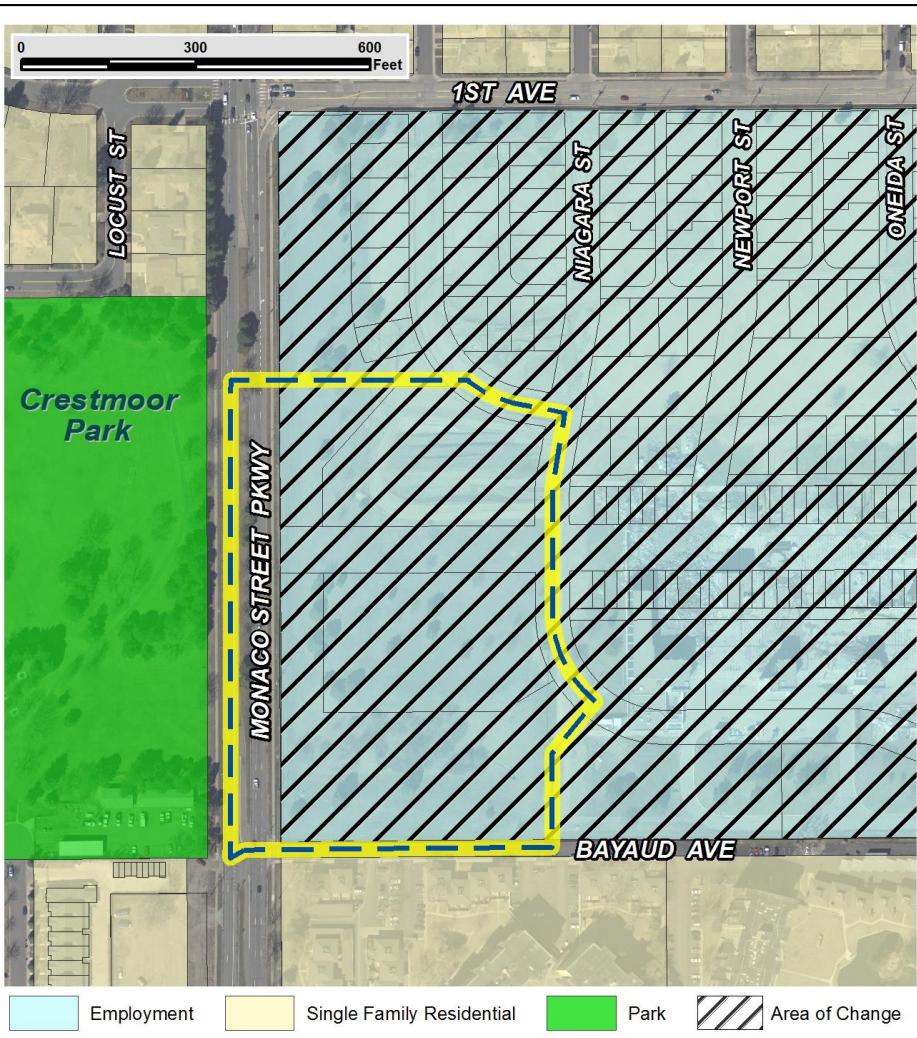 0 300 600
Feet
1ST AVE
LOCUST ST
NIAGARA ST
NEWPORT ST
ONEIDA ST
Crestmoor
Park
MONACO STREET PKWY
BAYAUD AVE
Employment
Single Family Residential
Park
Area of Change